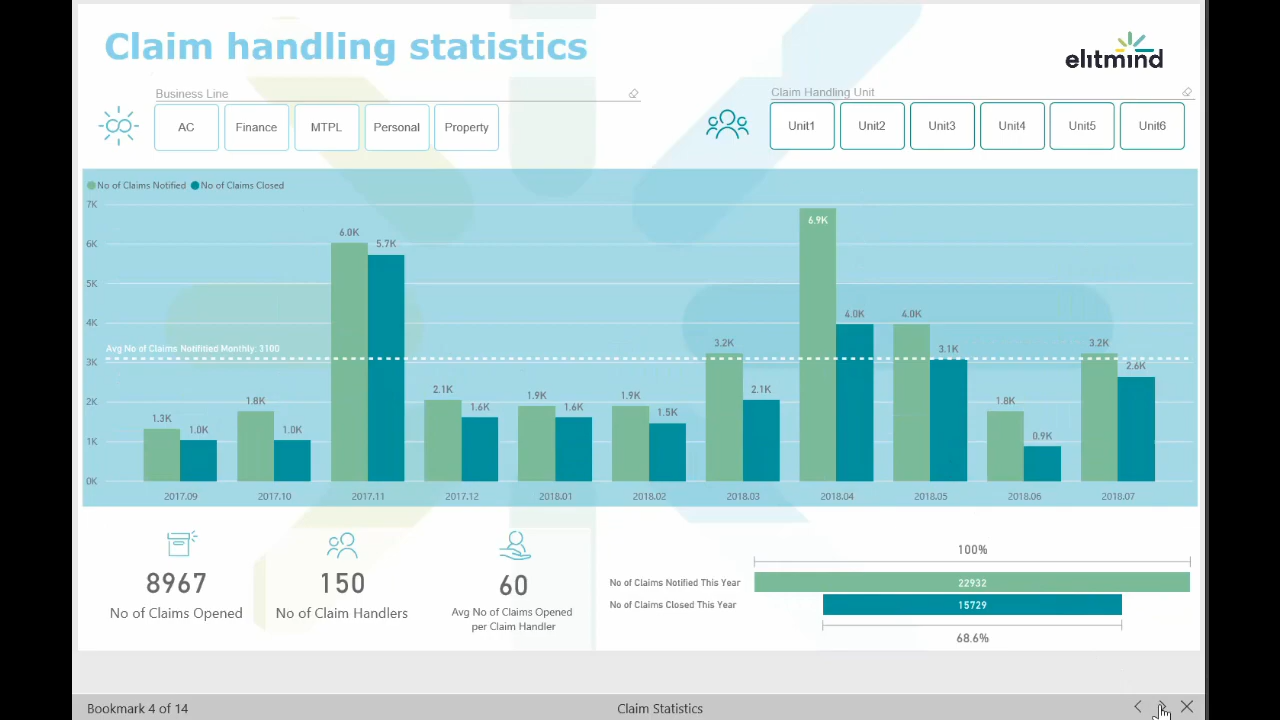 Claim handling statistics
elitmind
Business Line
Claim Handling Unit
AC
Finance
MTPL
Personal
Property
Unit1
Unit2
Unit3
Unit4
Unit5
Unit6
No of Claims Notified
No of Claims Closed
7K
6K
5K
4K
3K
2K
1K
0K
Avg No of Claims Notifitied Monthly: 3100
1.3K
1.0K
1.8K
1.0K
6.0K
5.7K
2.1K
1.6K
1.9K
1.6K
1.9K
1.5K
3.2K
2.1K
6.9K
4.0K
4.0K
3.1K
1.8K
0.9K
3.2K
2.6K
2017.09
2017.10
2017.11
2017.12
2018.01
2018.02
2018.03
2018.04
2018.05
2018.06
2018.07
8967
No of Claims Opened
150
No of Claim Handlers
60
Avg No of Claims Opened
per Claim Handler
100%
No of Claims Notified This Year
22932
No of Claims Closed This Year
15729
68.6%
Bookmark 4 of 14
Claim Statistics